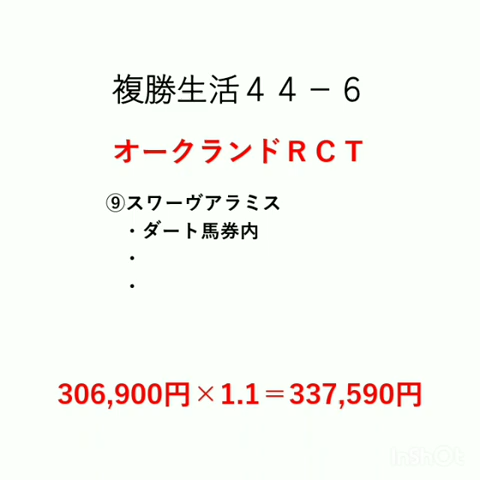 複勝生活４４－６
オークランドＲＣＴ
⑨スワーヴアラミス
・ダート馬券内
・
・
306,900円×1.1＝337,590円
InShOt